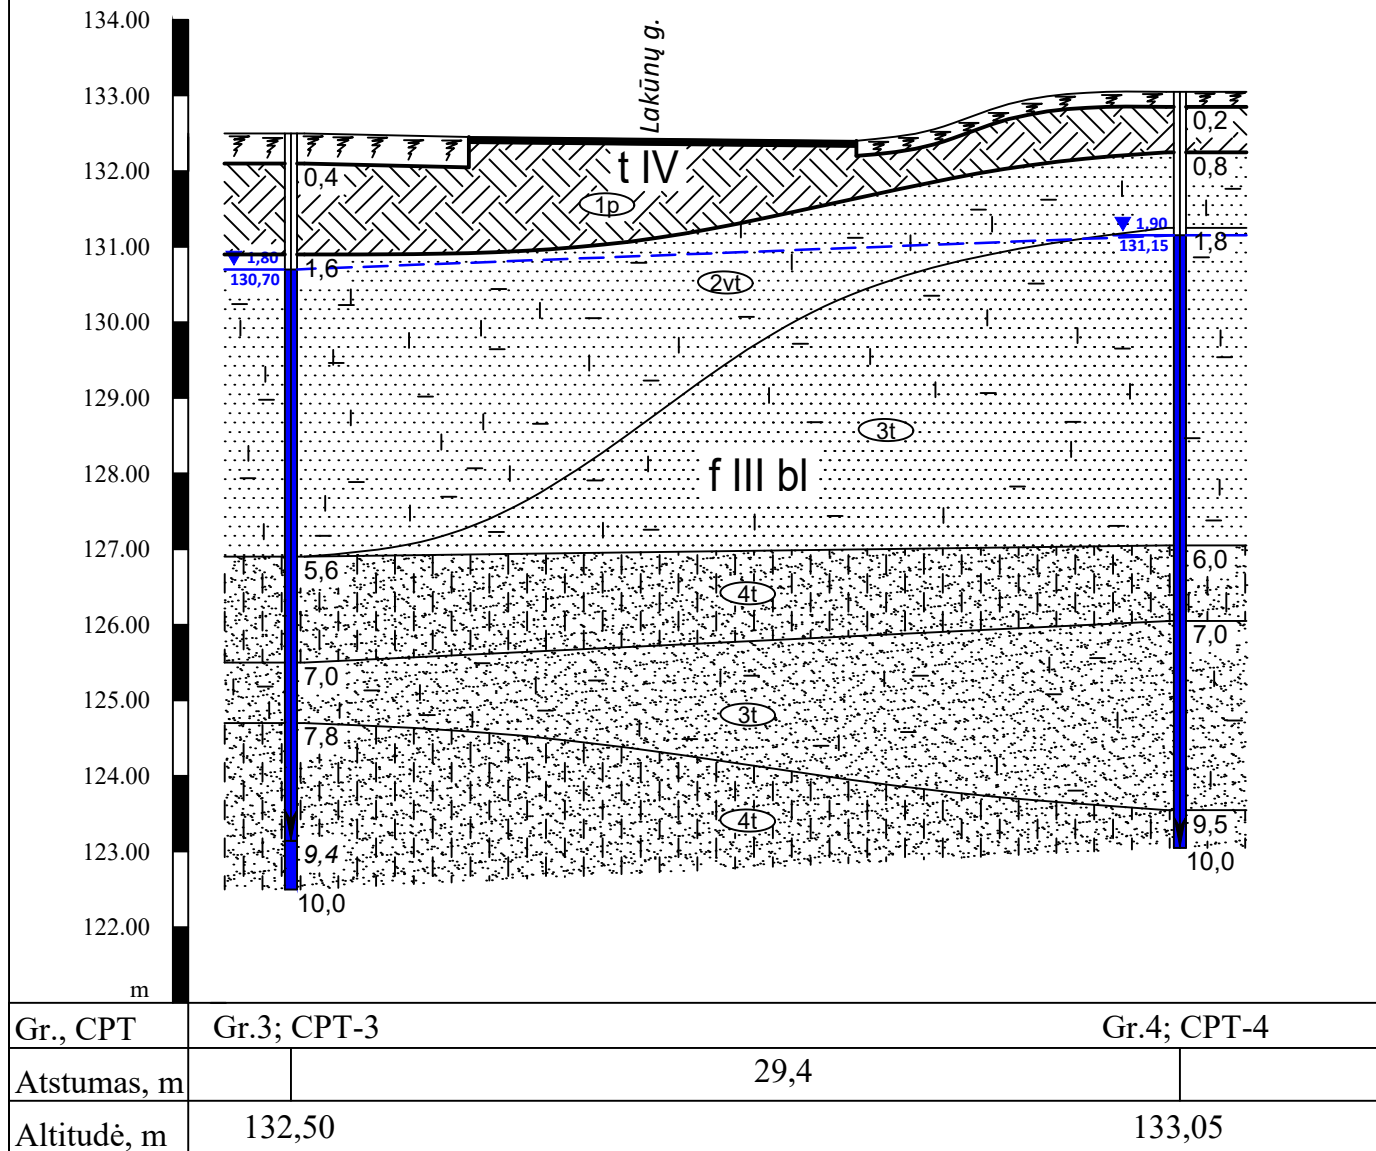 134.00
133.00
132.00
131.00
130.00
129.00
128.00
127.00
126.00
125.00
124.00
123.00
122.00
m
Lakūnų g.
t IV
1p
2vt
3t
f III bl
4t
3t
4t
0,4
1,6
5,6
7,0
7,8
9,4
10,0
1,80
130,70
0,2
0,8
1,8
6,0
7,0
9,5
10,0
1,90
131,15
Gr., CPT Gr.3; CPT-3 Gr.4; CPT-4
Atstumas, m 29,4
Altitudė, m 132,50 133,05